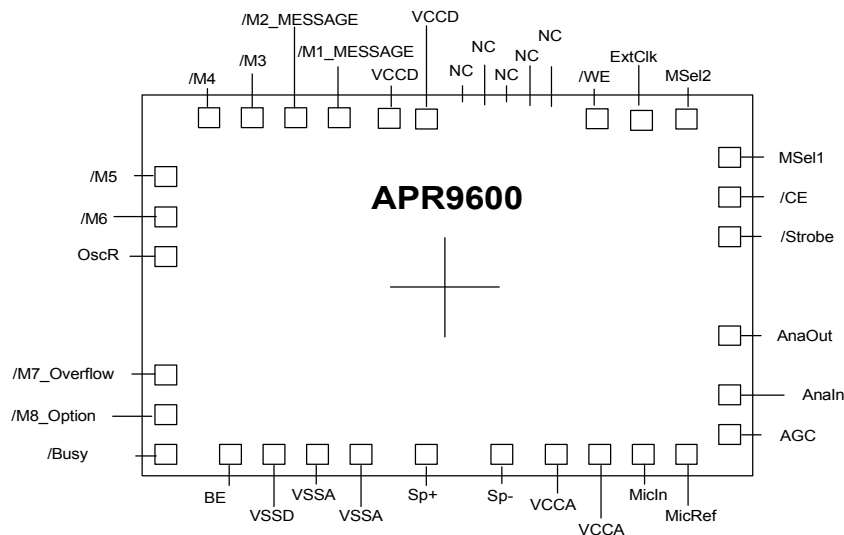 /M2_MESSAGE
VCCD
/M1_MESSAGE
NC
NC
ExtClk
/M4
/M3
VCCD
NC
NC
NC
/WE
MSel2
MSel1
/M5
APR9600
/CE
/M6
/Strobe
OscR
AnaOut
/M7_Overflow
AnaIn
/M8_Option
AGC
/Busy
BE
VSSD
VSSA
VSSA
Sp+
Sp-
VCCA
VCCA
MicIn
MicRef